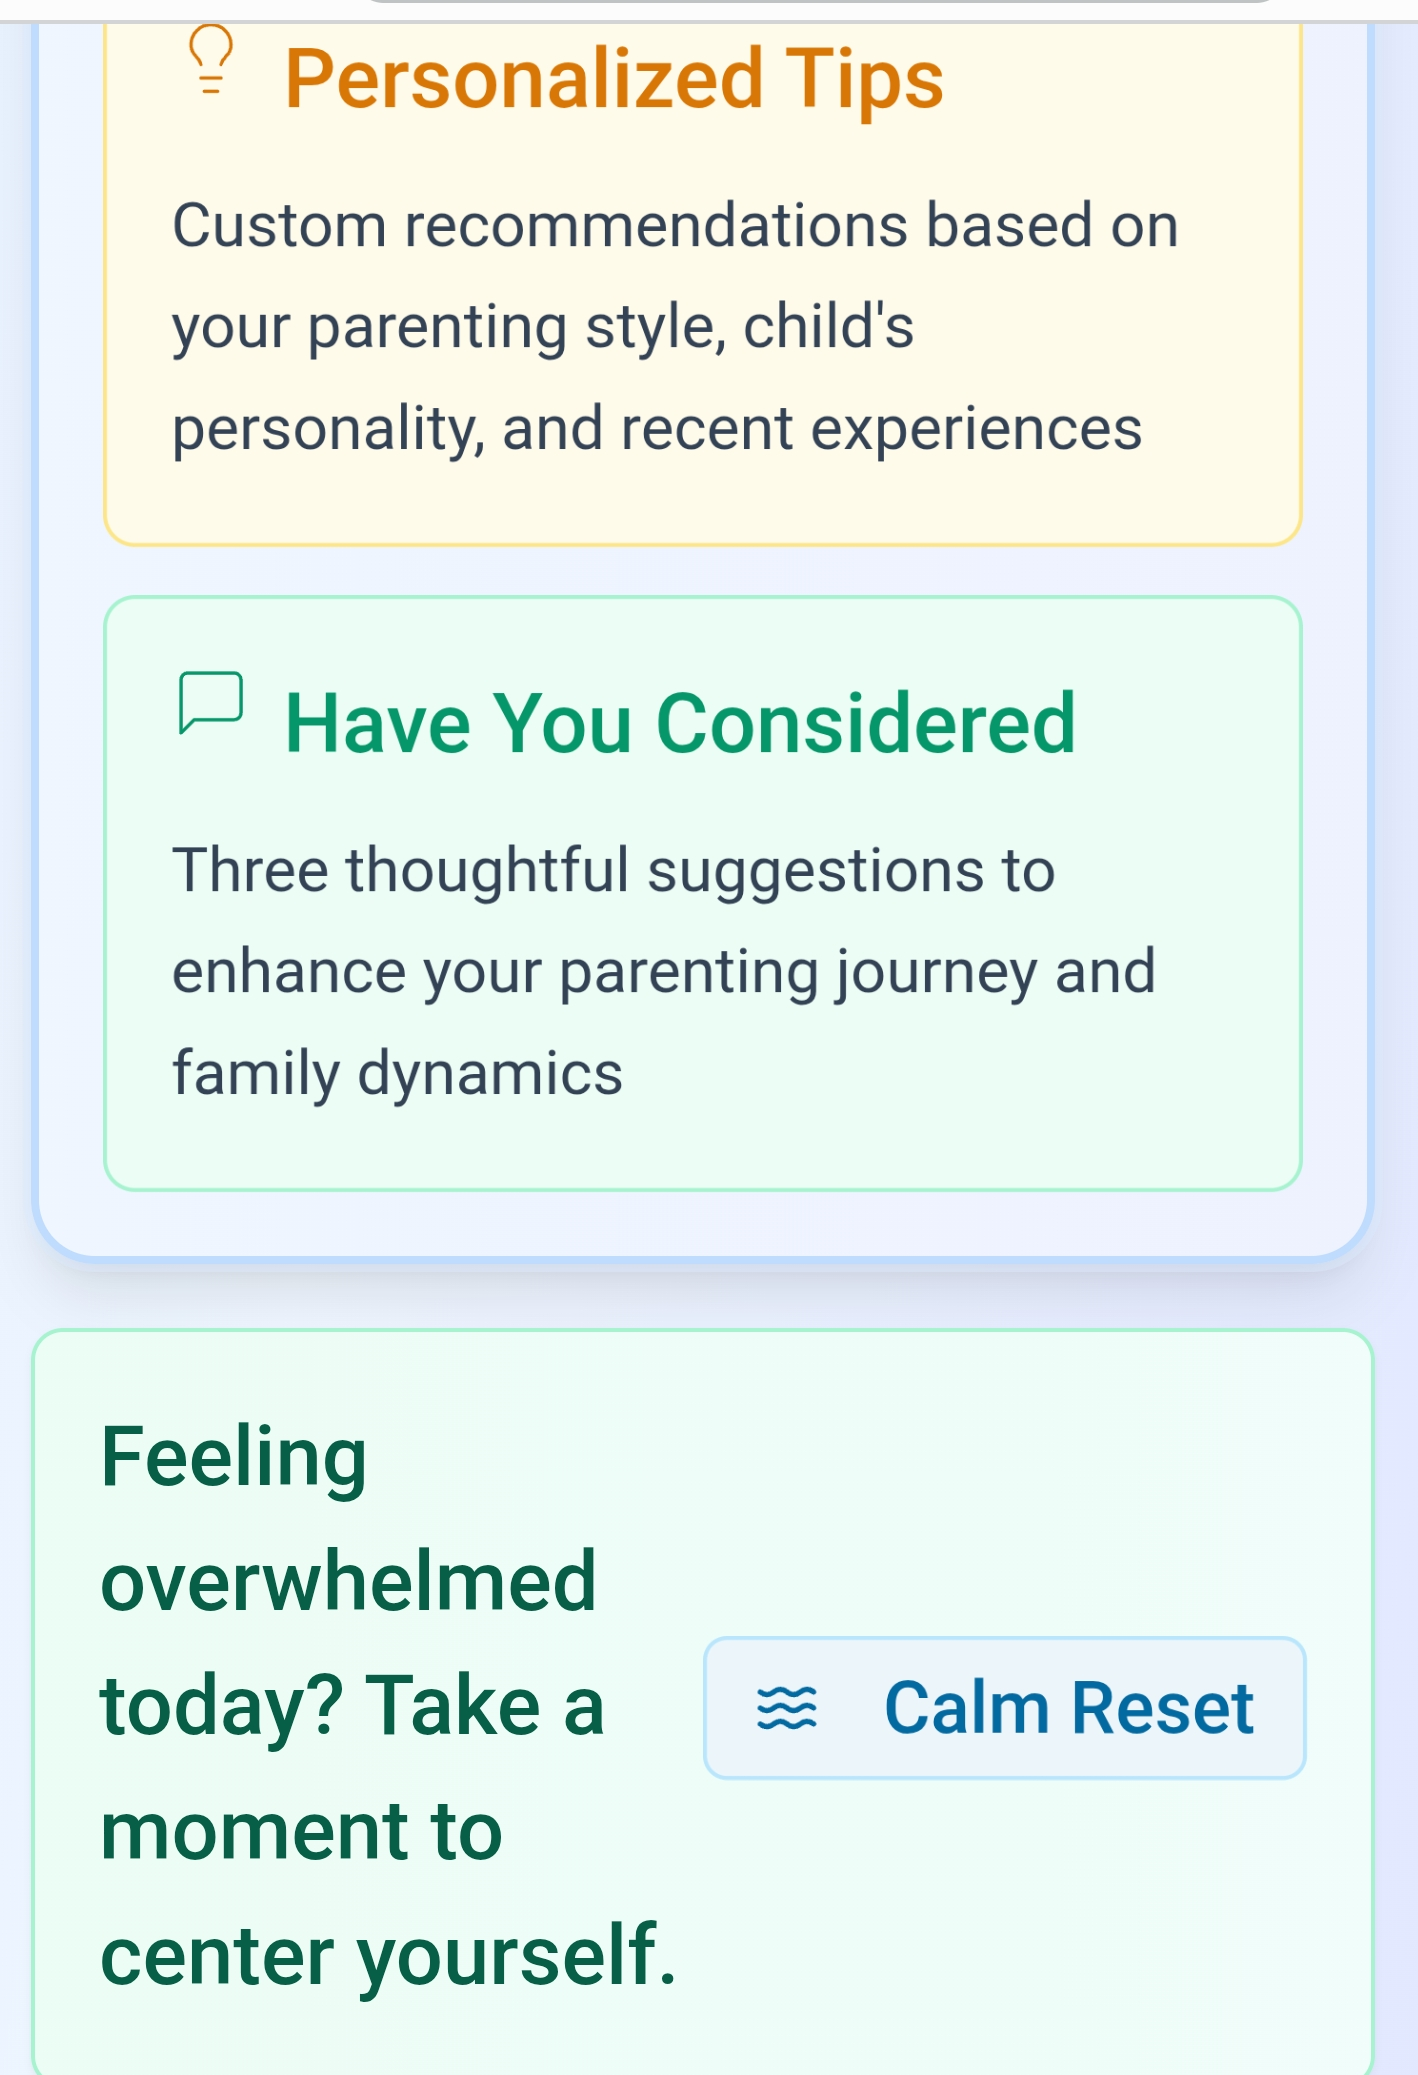 Personalized Tips
Custom recommendations based on
your parenting style, child's
personality, and recent experiences
Have You Considered
Three thoughtful suggestions to
enhance your parenting journey and
family dynamics
Feeling
overwhelmed
today? Take a
moment to
center yourself.
Calm Reset